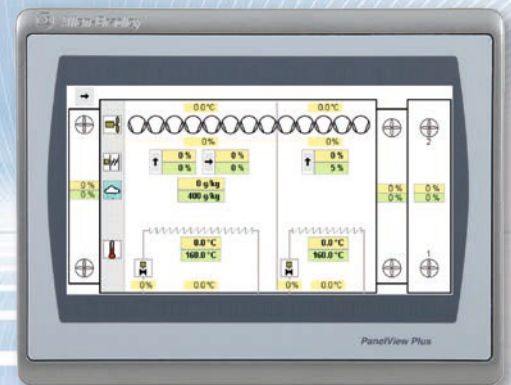 Allen-Bradley
0.0°C 0.0°C
0% 0%
0 % 0 % 0 %
0 % 0 % 5 %
0 % 0 % 0 %
0 % 0 % 0 %
0 g/kg
400 g/kg
2
0.0 °C 0.0 °C
160.0 °C 160.0 °C
1
0% 0.0°C 0% 0.0°C
PanelView Plus